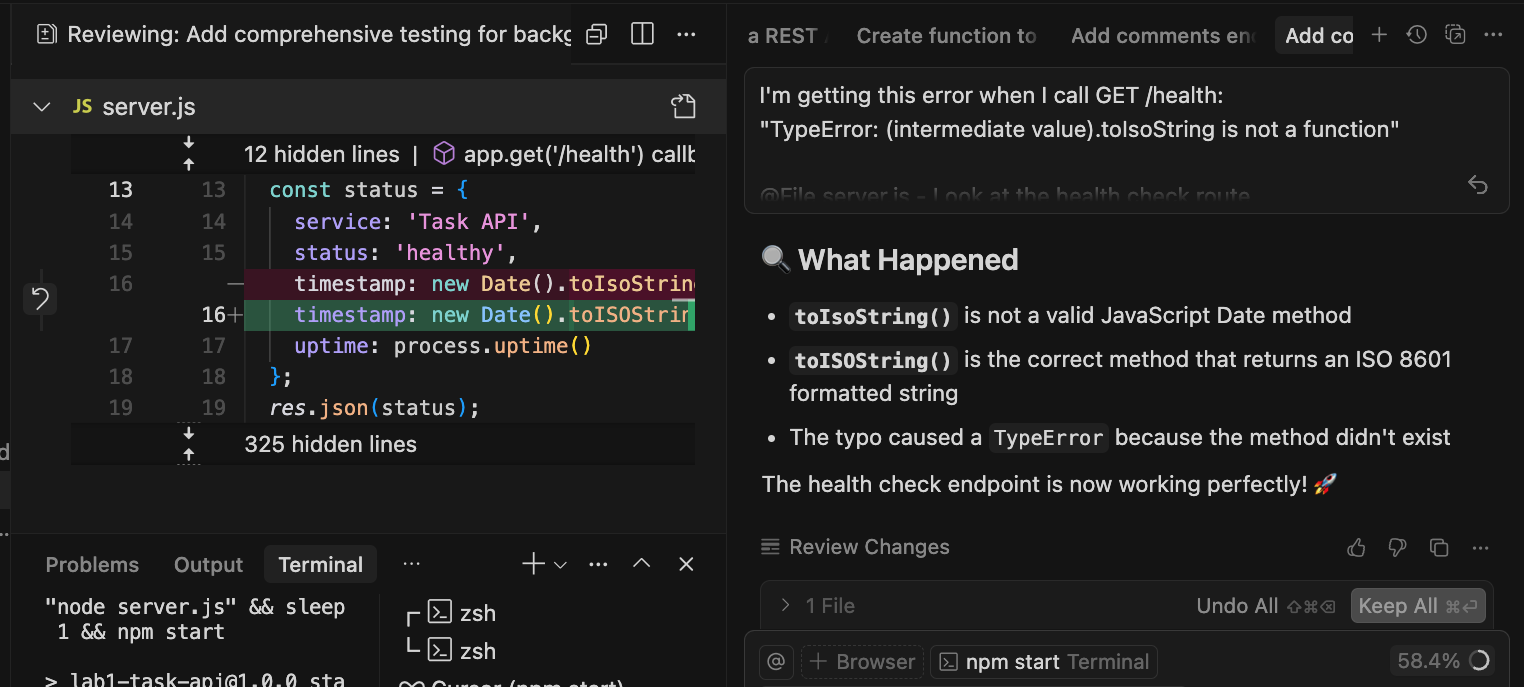 Reviewing: Add comprehensive testing for backg
JS server.js
12 hidden lines | app.get('/health') callb
13 13 const status = {
14 14 service: 'Task API',
15 15 status: 'healthy',
16 — timestamp: new Date().toIsoString
16+ timestamp: new Date().toISOStrin
17 17 uptime: process.uptime()
18 18 };
19 19 res.json(status);
325 hidden lines
Problems Output Terminal ...
"node server.js" && sleep
1 && npm start
> lab1-task-api@1.0.0 sta
zsh
zsh
Cursor (npm start)
a REST Create function to Add comments en Add co
I'm getting this error when I call GET /health:
"TypeError: (intermediate value).toIsoString is not a function"
@File server.js - Look at the health check route
🔍 What Happened
• toIsoString() is not a valid JavaScript Date method
• toISOString() is the correct method that returns an ISO 8601
formatted string
• The typo caused a TypeError because the method didn't exist
The health check endpoint is now working perfectly! 🚀
Review Changes
1 File Undo All ⇧⌘⌫ Keep All ⌘⏎
@ + Browser npm start Terminal 58.4%